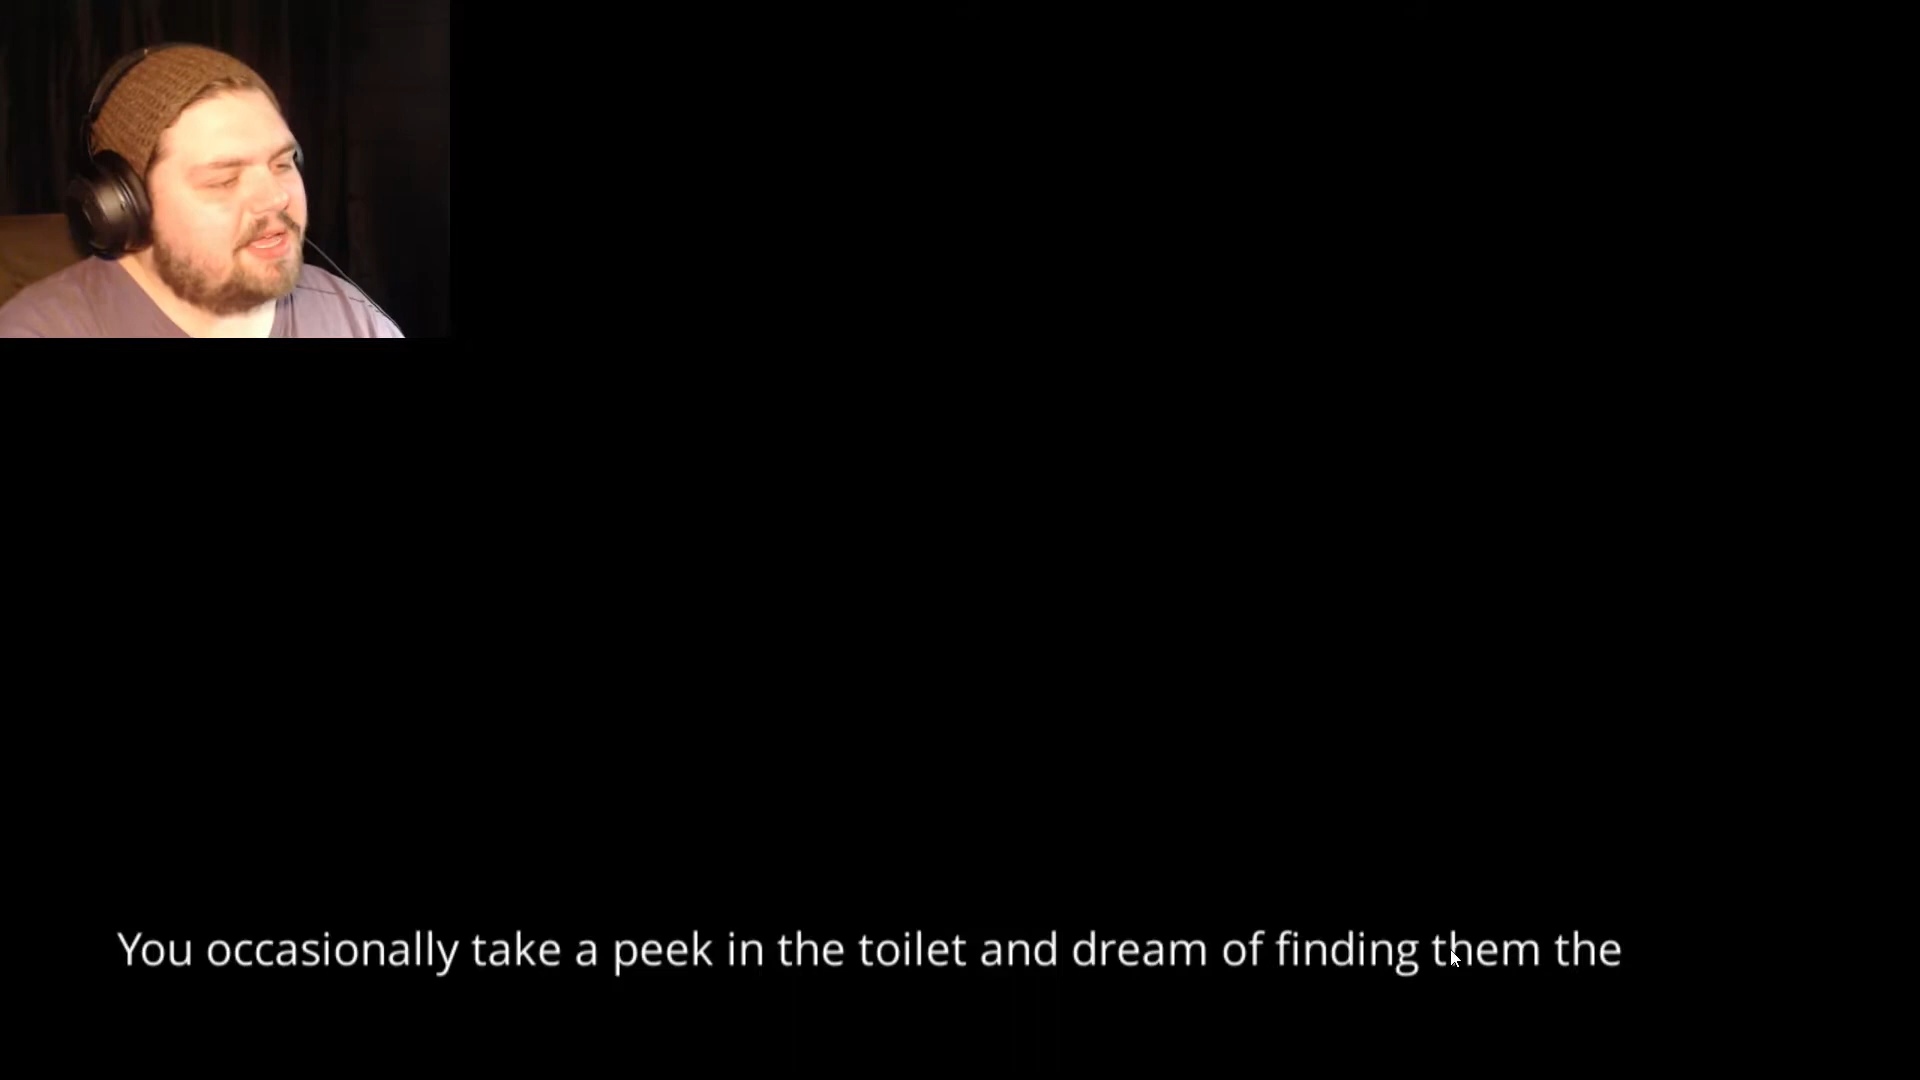 You occasionally take a peek in the toilet and dream of finding them the